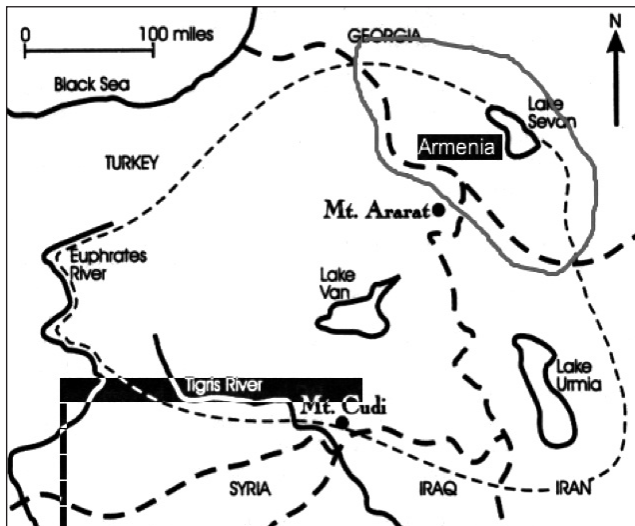 0 100 miles
GEORGIA
N
Black Sea
Lake
Sevan
Armenia
TURKEY
Mt. Ararat
Euphrates
River
Lake
Van
Tigris River
Lake
Urmia
Mt. Cudi
SYRIA
IRAQ
IRAN